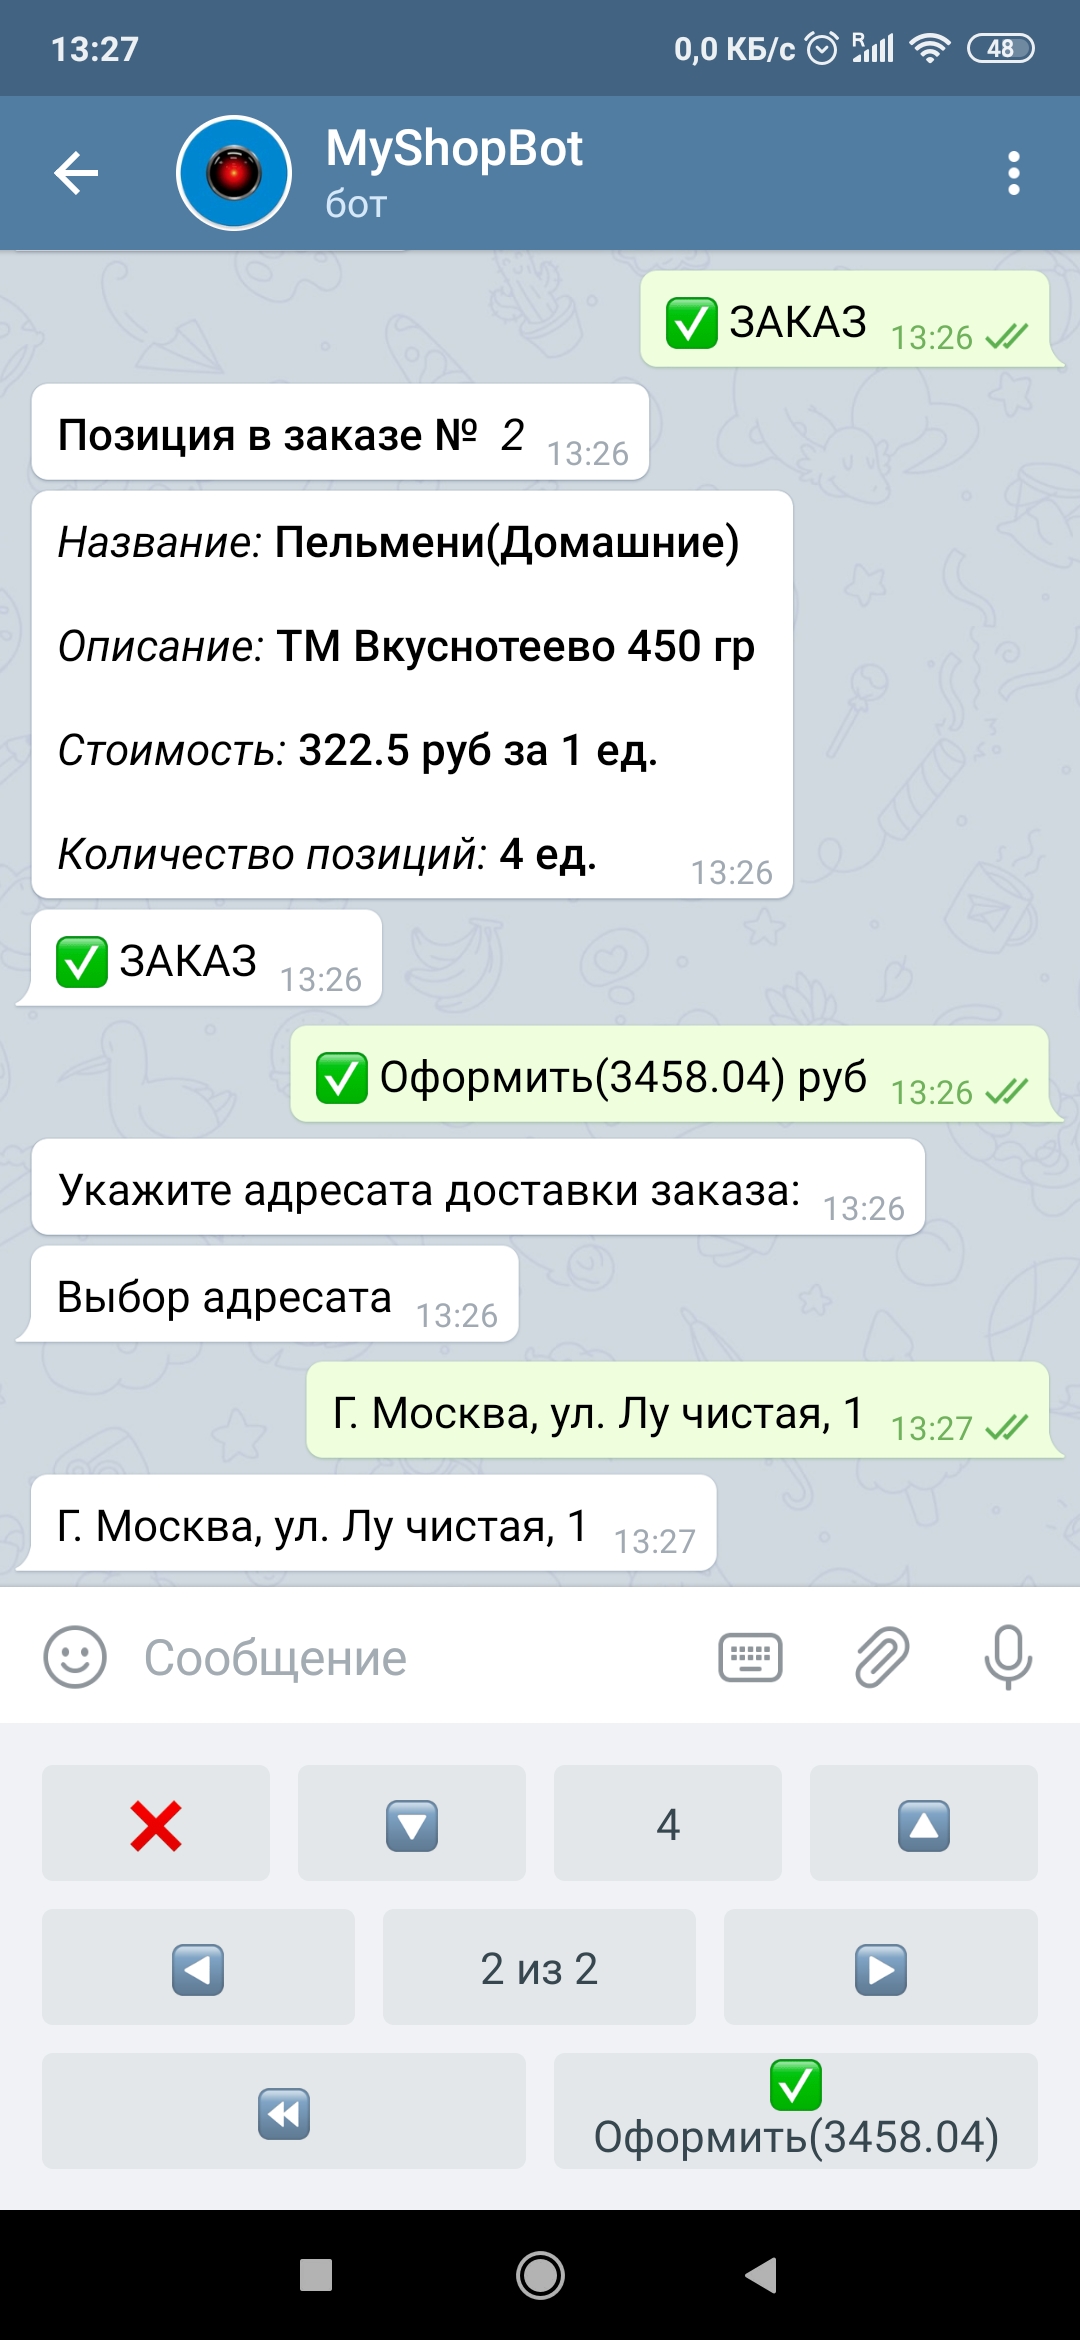 13:27
0,0 КБ/с
R
48
MyShopBot
бот
✅ ЗАКАЗ 13:26
Позиция в заказе № 2 13:26
Название: Пельмени(Домашние)
Описание: ТМ Вкуснотеево 450 гр
Стоимость: 322.5 руб за 1 ед.
Количество позиций: 4 ед. 13:26
✅ ЗАКАЗ 13:26
✅ Оформить(3458.04) руб 13:26
Укажите адресата доставки заказа: 13:26
Выбор адресата 13:26
Г. Москва, ул. Лу чистая, 1 13:27
Г. Москва, ул. Лу чистая, 1 13:27
Сообщение
4
2 из 2
✅
Оформить(3458.04)